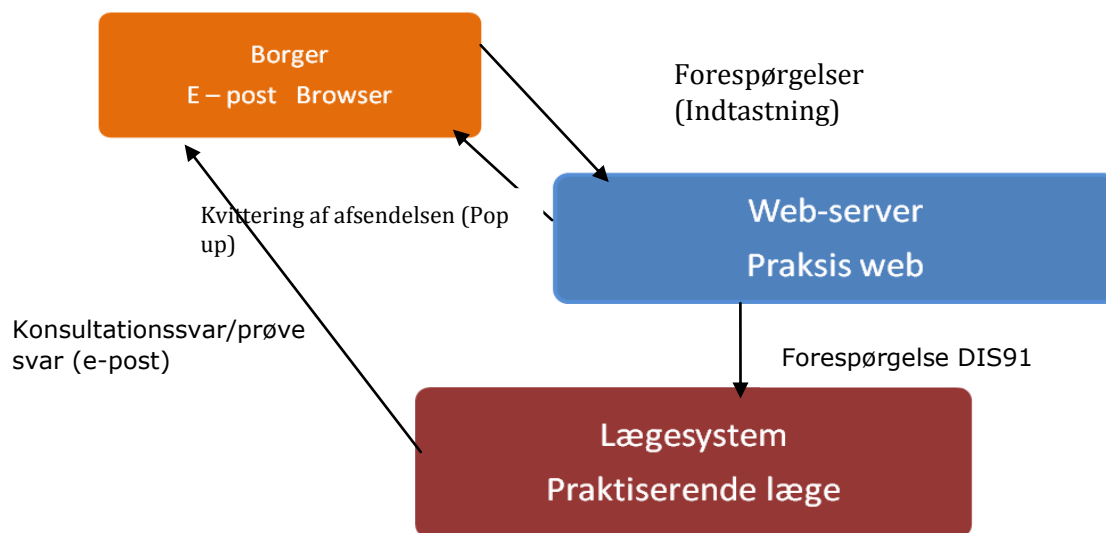 Borger
E – post Browser
Forespørgelser
(Indtastning)
Web-server
Praksis web
Kvittering af afsendelsen (Pop
up)
Konsultationssvar/prøve
svar (e-post)
Forespørgelse DIS91
Lægesystem
Praktiserende læge